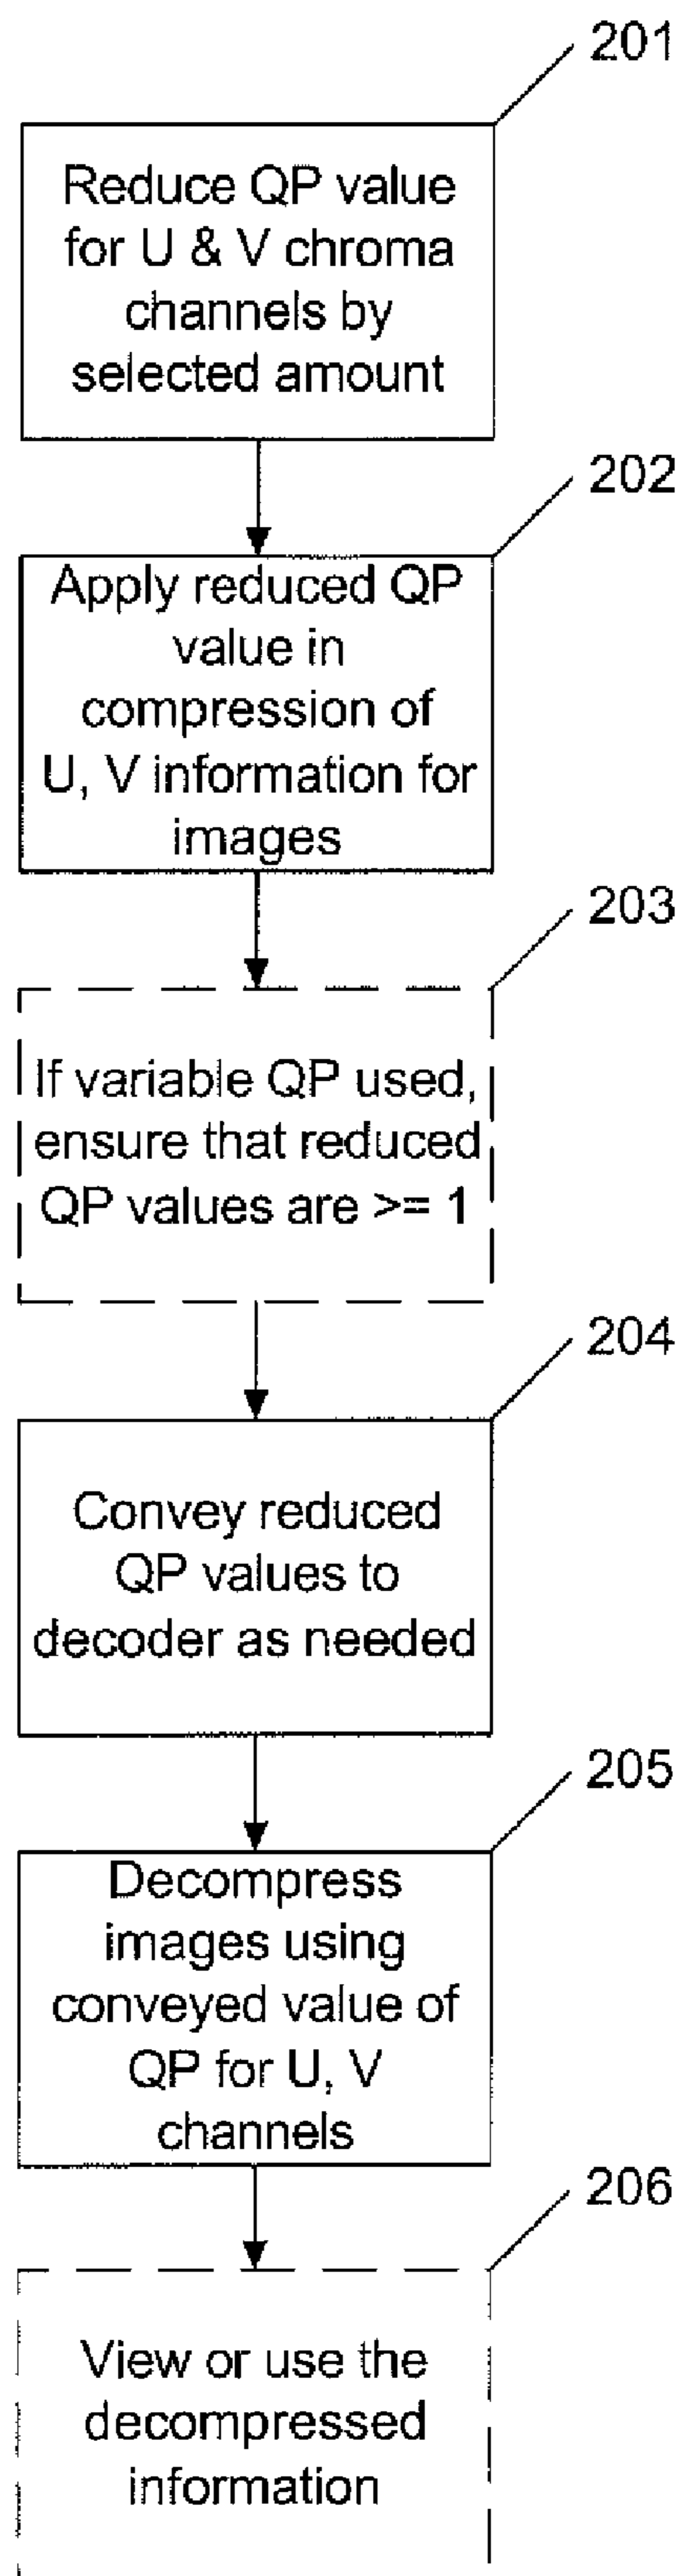 201
Reduce QP value
for U & V chroma
channels by
selected amount
202
Apply reduced QP
value in
compression of
U, V information for
images
203
If variable QP used,
ensure that reduced
QP values are >= 1
204
Convey reduced
QP values to
decoder as needed
205
Decompress
images using
conveyed value of
QP for U, V
channels
206
View or use the
decompressed
information